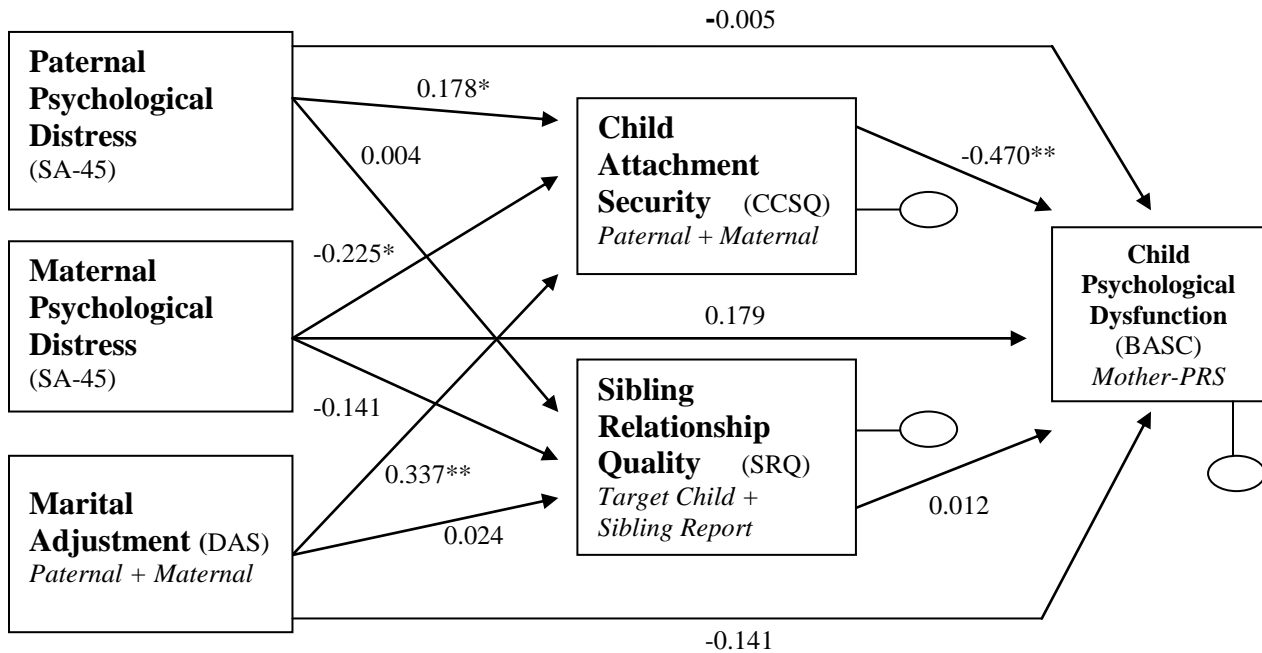 -0.005
Paternal
Psychological
Distress
(SA-45)
0.178*
0.004
Child
Attachment
Security (CCSQ)
Paternal + Maternal
-0.470**
Maternal
Psychological
Distress
(SA-45)
-0.225*
-0.141
0.179
Child
Psychological
Dysfunction
(BASC)
Mother-PRS
Sibling
Relationship
Quality (SRQ)
Target Child +
Sibling Report
Marital
Adjustment (DAS)
Paternal + Maternal
0.337**
0.024
0.012
-0.141